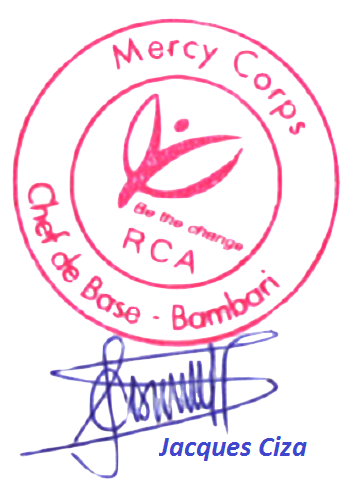 Mercy Corps
Be the change
RCA
Chef de Base - Bambari
Jacques Ciza